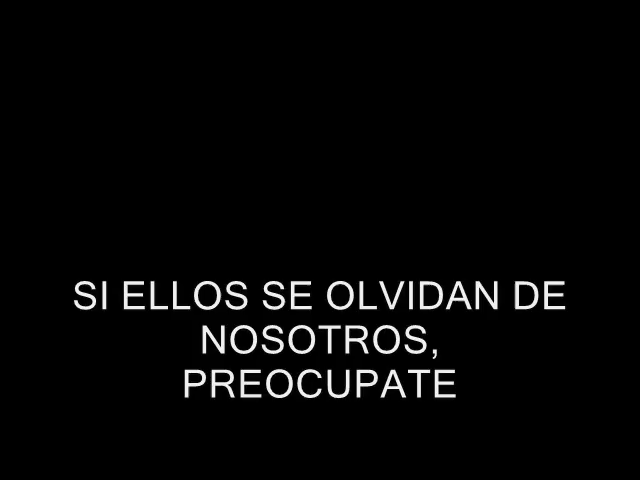 SI ELLOS SE OLVIDAN DE
NOSOTROS,
PREOCUPATE